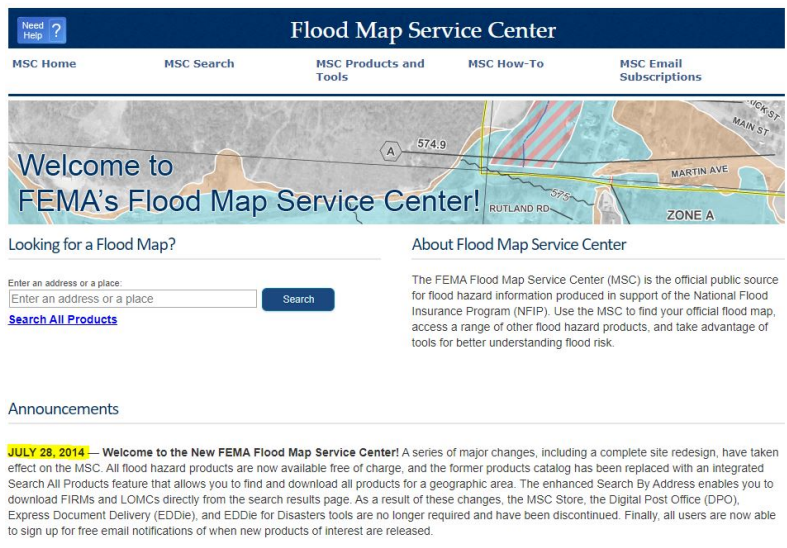 Need
Help ?
Flood Map Service Center
MSC Home
MSC Search
MSC Products and
Tools
MSC How-To
MSC Email
Subscriptions
Welcome to
FEMA's Flood Map Service Center!
A
574.9
RICK ST
MAIN ST
MARTIN AVE
575
RUTLAND RD
ZONE A
Looking for a Flood Map?
Enter an address or a place:
Enter an address or a place
Search
Search All Products
About Flood Map Service Center
The FEMA Flood Map Service Center (MSC) is the official public source
for flood hazard information produced in support of the National Flood
Insurance Program (NFIP). Use the MSC to find your official flood map,
access a range of other flood hazard products, and take advantage of
tools for better understanding flood risk.
Announcements
JULY 28, 2014 — Welcome to the New FEMA Flood Map Service Center! A series of major changes, including a complete site redesign, have taken
effect on the MSC. All flood hazard products are now available free of charge, and the former products catalog has been replaced with an integrated
Search All Products feature that allows you to find and download all products for a geographic area. The enhanced Search By Address enables you to
download FIRMs and LOMCs directly from the search results page. As a result of these changes, the MSC Store, the Digital Post Office (DPO),
Express Document Delivery (EDDie), and EDDie for Disasters tools are no longer required and have been discontinued. Finally, all users are now able
to sign up for free email notifications of when new products of interest are released.